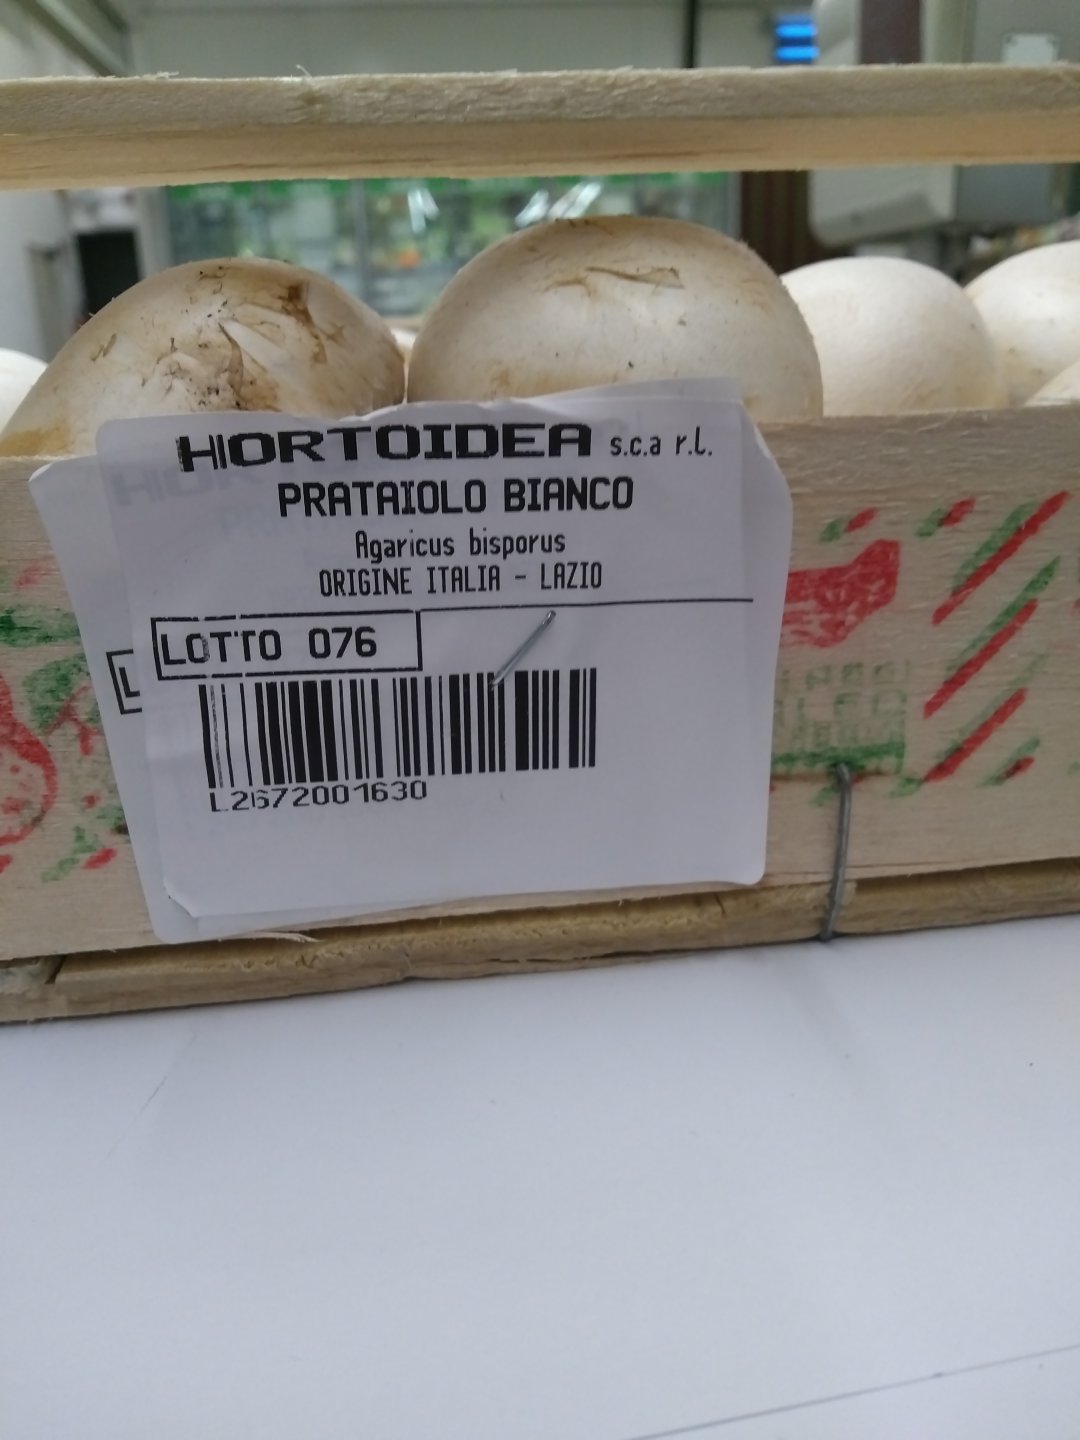 HORTOIDEA s.c.a r.l.
PRATAIOLO BIANCO
Agaricus bisporus
ORIGINE ITALIA - LAZIO
LOTTO 076
L2672001630